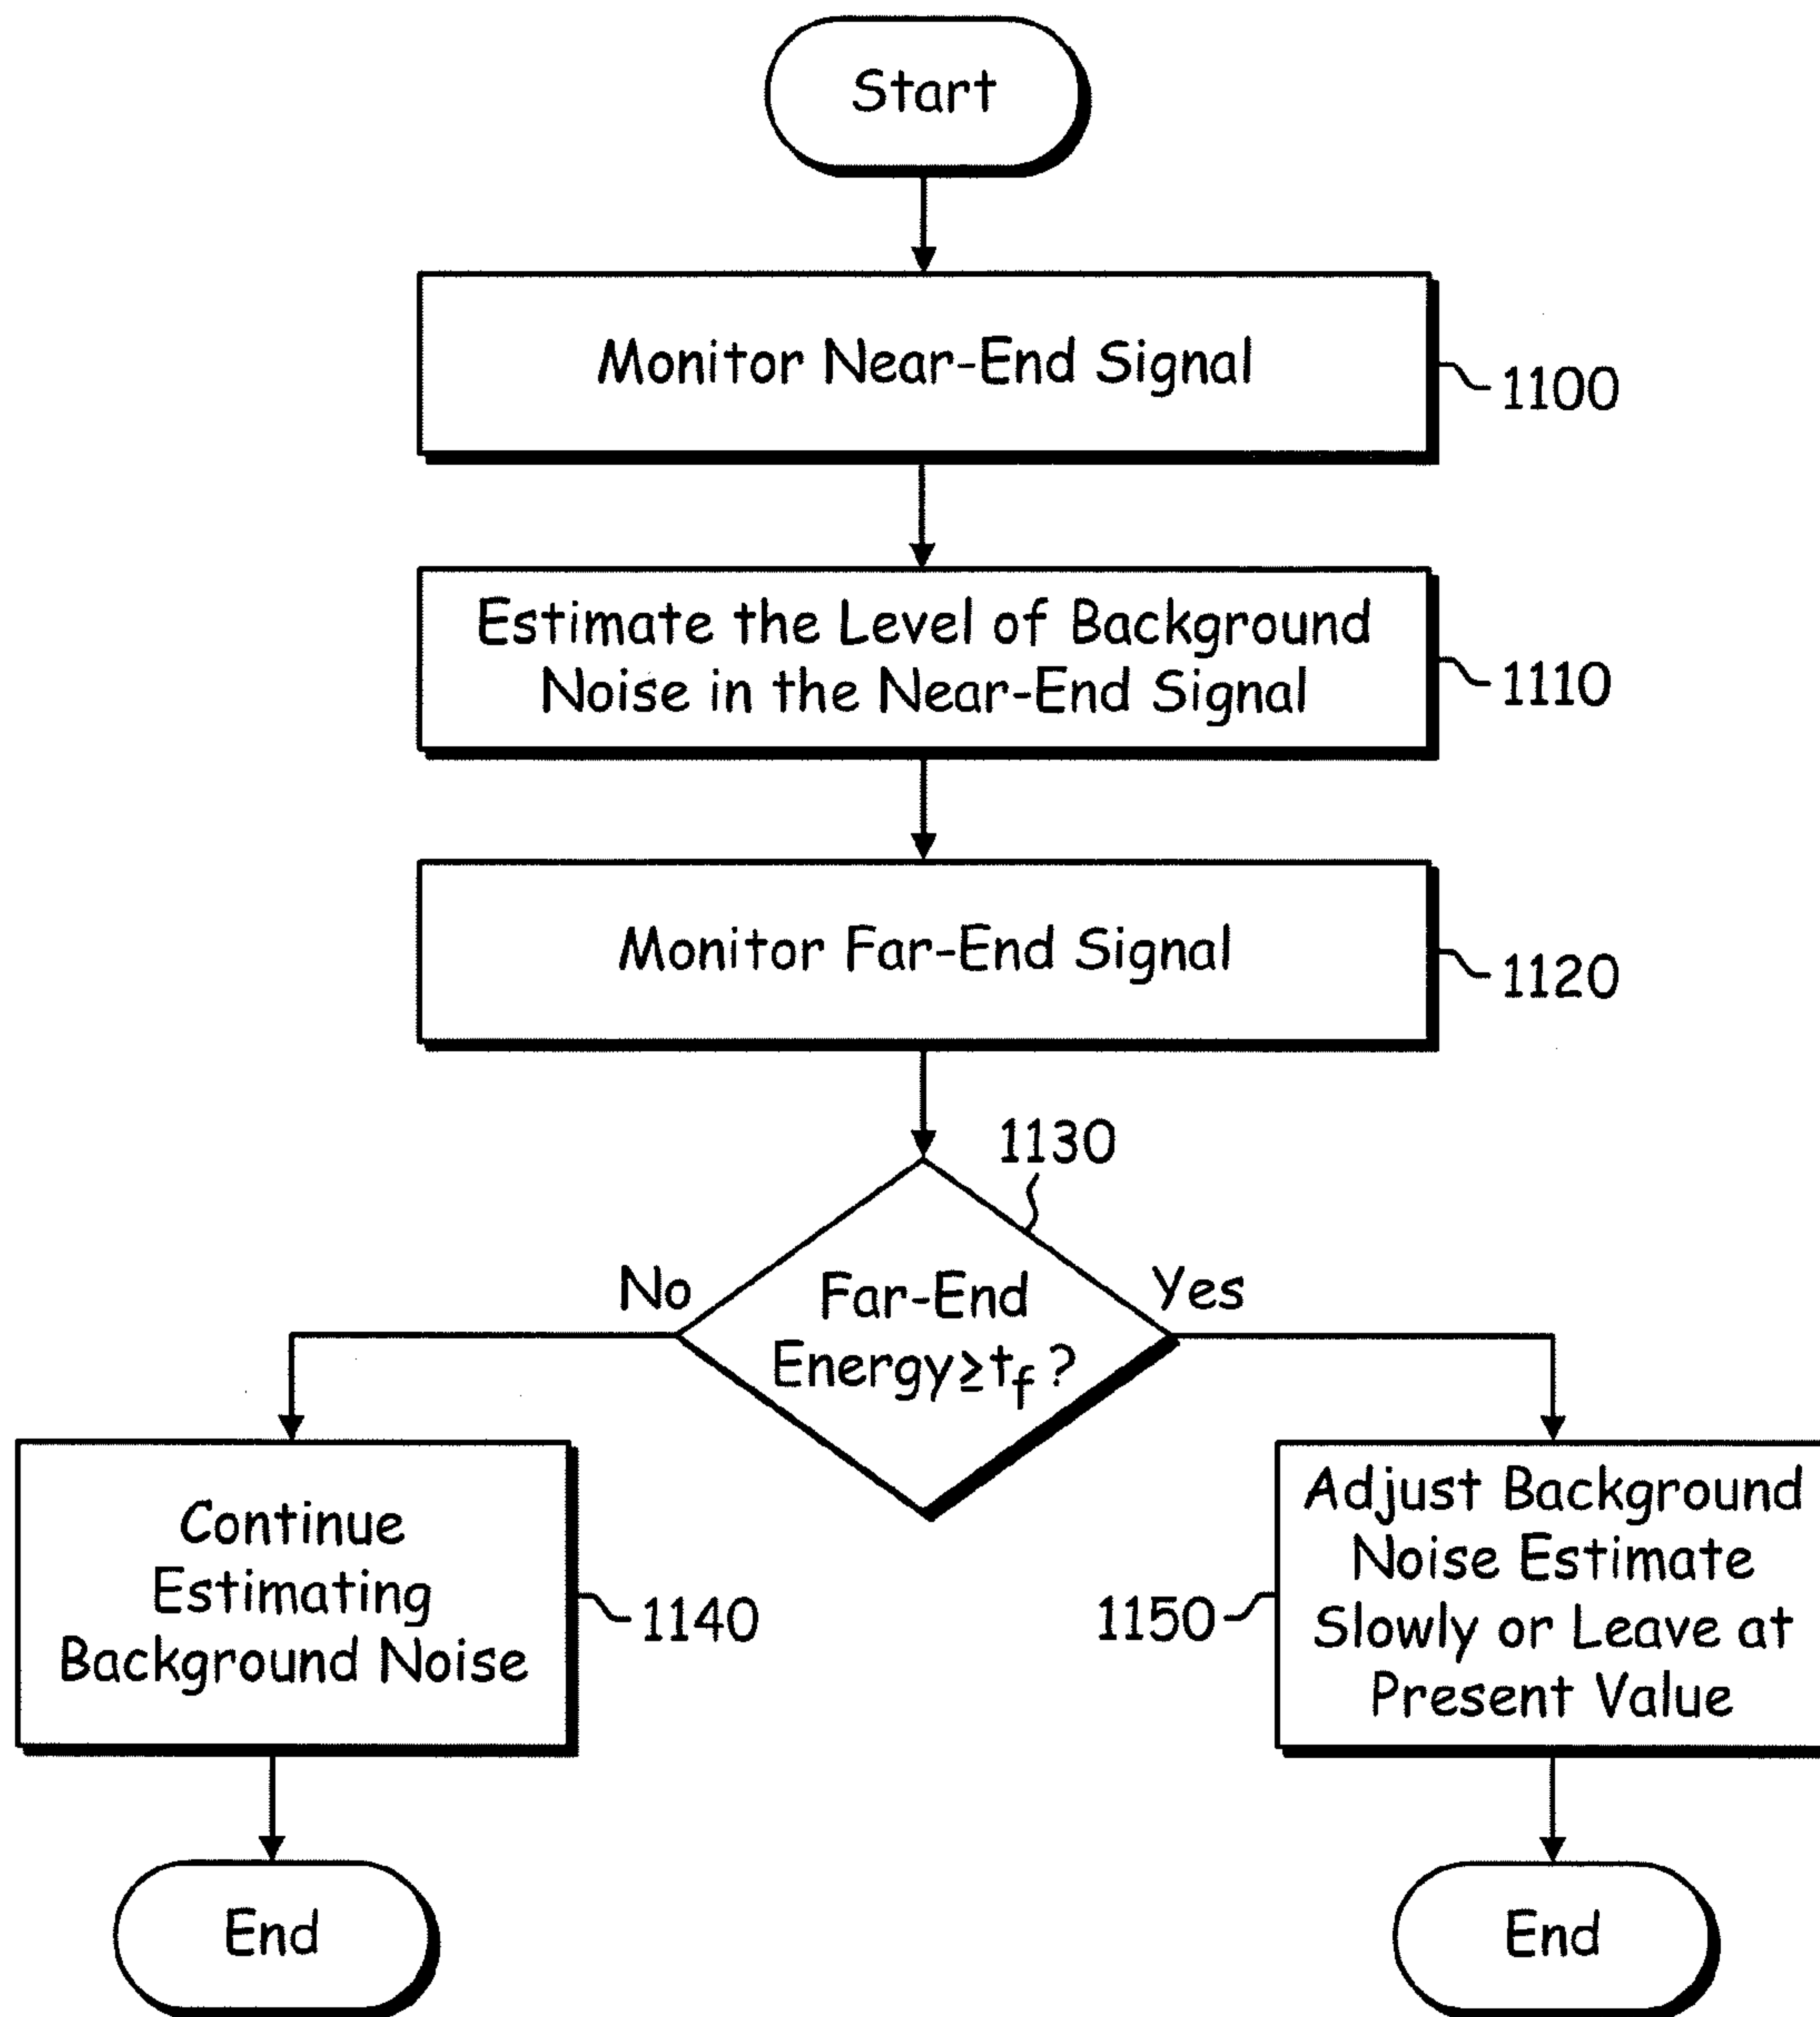 Start
Monitor Near-End Signal
1100
Estimate the Level of Background
Noise in the Near-End Signal
1110
Monitor Far-End Signal
1120
1130
No
Far-End
Energy≥tf ?
Yes
Continue
Estimating
Background Noise
1140
Adjust Background
Noise Estimate
Slowly or Leave at
Present Value
1150
End
End